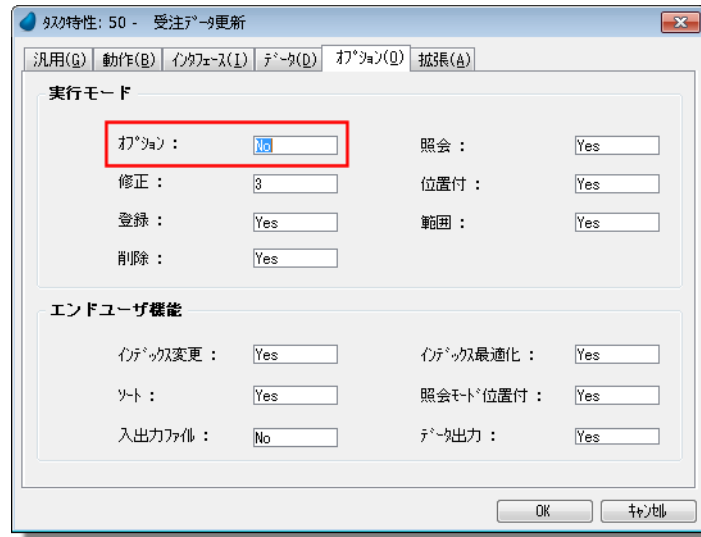 ﾀｽｸ特性: 50 -　受注ﾃﾞｰﾀ更新
汎用(G) 動作(B) ｲﾝﾀﾌｪｰｽ(I) ﾃﾞｰﾀ(D) ｵﾌﾟｼｮﾝ(O) 拡張(A)
実行モード
ｵﾌﾟｼｮﾝ： No 照会： Yes
修正： 3 位置付： Yes
登録： Yes 範囲： Yes
削除： Yes
エンドユーザ機能
ｲﾝﾃﾞｯｸｽ変更： Yes ｲﾝﾃﾞｯｸｽ最適化： Yes
ｿｰﾄ： Yes 照会ﾓｰﾄﾞ位置付： Yes
入出力ﾌｧｲﾙ： No ﾃﾞｰﾀ出力： Yes
OK ｷｬﾝｾﾙ